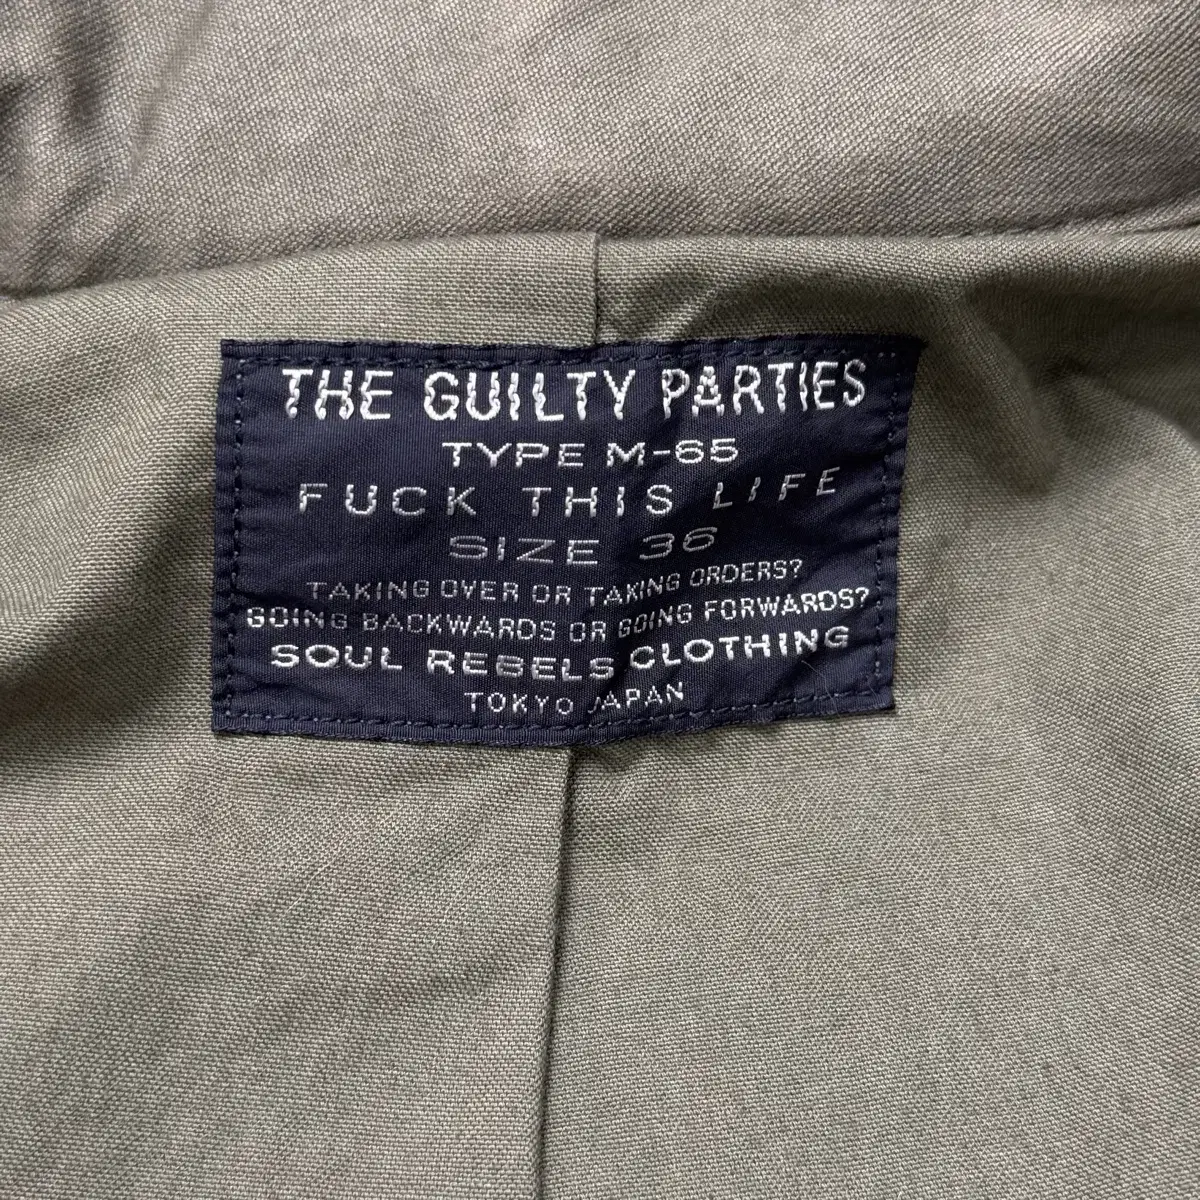 THE GUILTY PARTIES
TYPE M-65
FUCK THIS LIFE
SIZE 36
TAKING OVER OR TAKING ORDERS?
GOING BACKWARDS OR GOING FORWARDS?
SOUL REBELS CLOTHING
TOKYO JAPAN